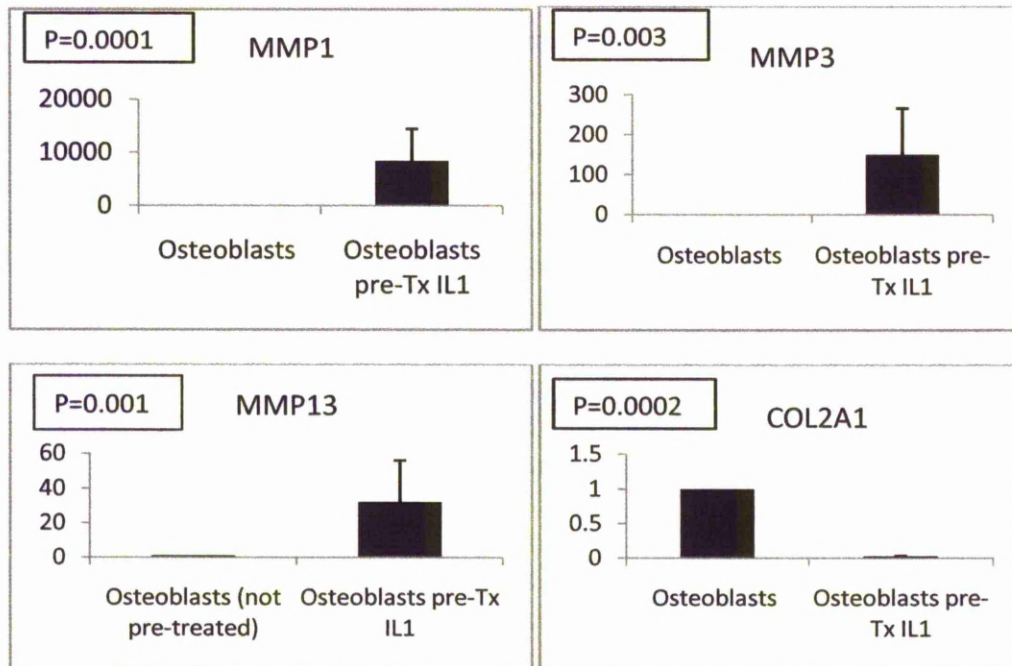 P=0.0001
MMP1
20000
10000
0
Osteoblasts
Osteoblasts
pre-Tx IL1
P=0.003
MMP3
300
200
100
0
Osteoblasts
Osteoblasts pre-
Tx IL1
P=0.001
MMP13
60
40
20
0
Osteoblasts (not
pre-treated)
Osteoblasts pre-Tx
IL1
P=0.0002
COL2A1
1.5
1
0.5
0
Osteoblasts
Osteoblasts pre-
Tx IL1